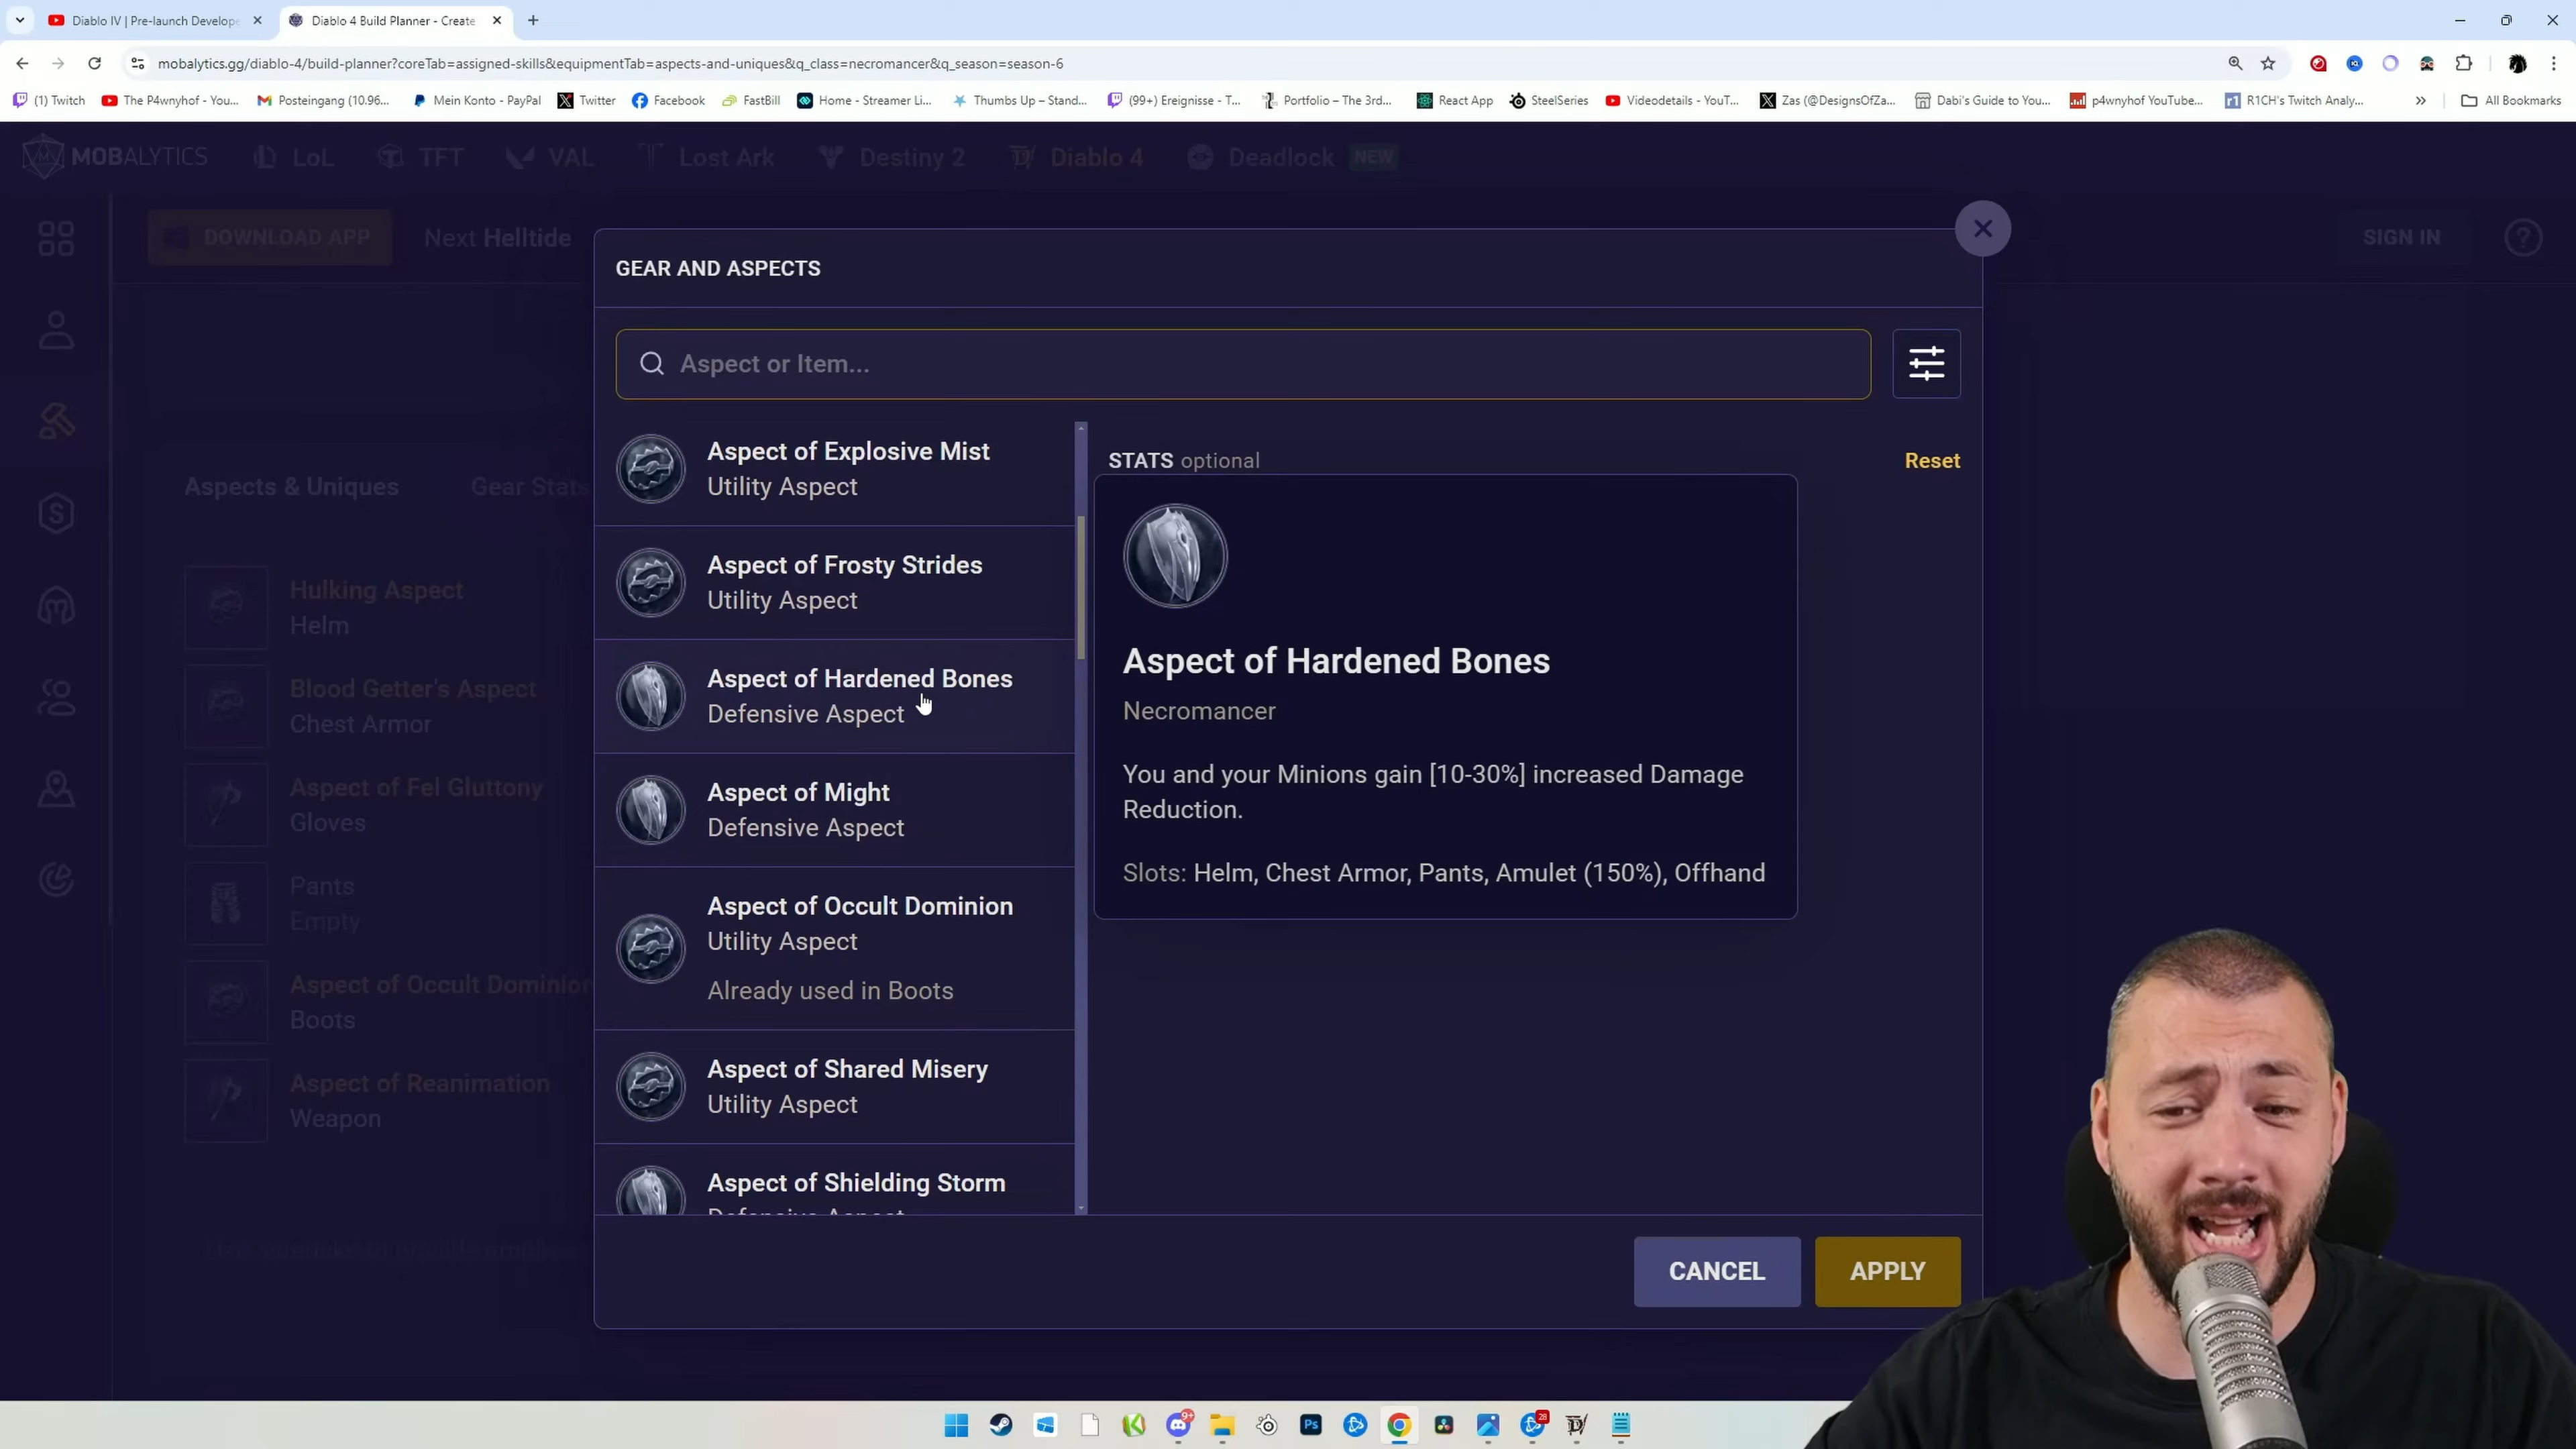 Diablo IV | Pre-launch Develope
Diablo 4 Build Planner - Create
mobalytics.gg/diablo-4/build-planner?coreTab=assigned-skills&equipmentTab=aspects-and-uniques&q_class=necromancer&q_season=season-6
(1) Twitch
The P4wnyhof - You...
Posteingang (10.96...
Mein Konto - PayPal
Twitter
Facebook
FastBill
Home - Streamer Li...
Thumbs Up – Stand...
(99+) Ereignisse - T...
Portfolio – The 3rd...
React App
SteelSeries
Videodetails - YouT...
Zas (@DesignsOfZa...
Dabi's Guide to You...
p4wnyhof YouTube...
R1CH's Twitch Analy...
All Bookmarks
MOBALYTICS
LoL
TFT
VAL
Lost Ark
Destiny 2
Diablo 4
Deadlock
NEW
DOWNLOAD APP
Next Helltide
SIGN IN
GEAR AND ASPECTS
Aspect or Item...
Aspects & Uniques
Gear Stats
Hulking Aspect
Helm
Blood Getter's Aspect
Chest Armor
Aspect of Fel Gluttony
Gloves
Pants
Empty
Aspect of Occult Dominion
Boots
Aspect of Reanimation
Weapon
Aspect of Explosive Mist
Utility Aspect
Aspect of Frosty Strides
Utility Aspect
Aspect of Hardened Bones
Defensive Aspect
Aspect of Might
Defensive Aspect
Aspect of Occult Dominion
Utility Aspect
Already used in Boots
Aspect of Shared Misery
Utility Aspect
Aspect of Shielding Storm
Defensive Aspect
STATS optional
Reset
Aspect of Hardened Bones
Necromancer
You and your Minions gain [10-30%] increased Damage
Reduction.
Slots: Helm, Chest Armor, Pants, Amulet (150%), Offhand
CANCEL
APPLY
9+
Ps
28